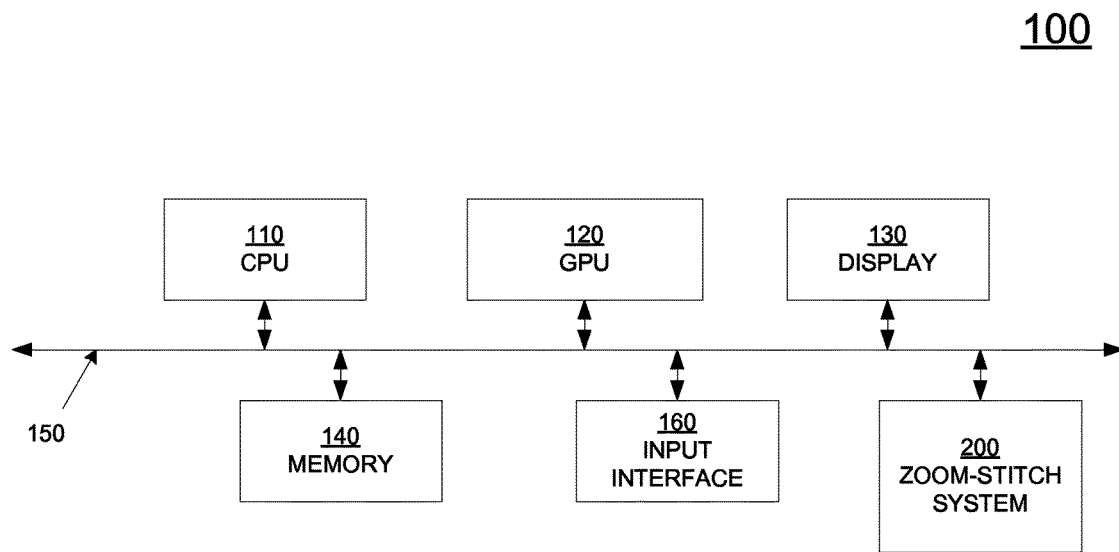 100
110
CPU
120
GPU
130
DISPLAY
150
140
MEMORY
160
INPUT
INTERFACE
200
ZOOM-STITCH
SYSTEM